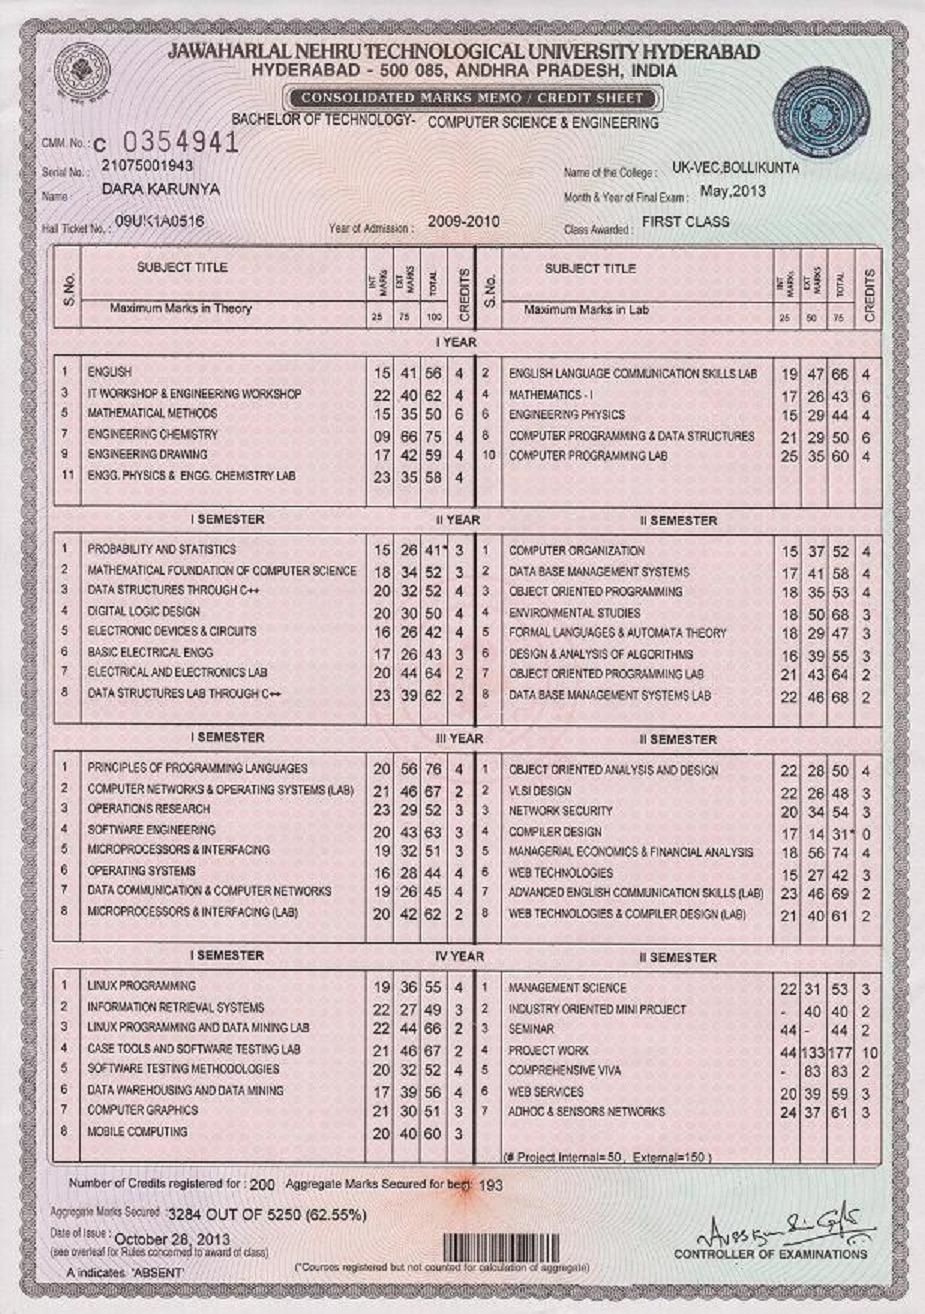 JAWAHARLAL NEHRU TECHNOLOGICAL UNIVERSITY HYDERABAD
HYDERABAD - 500 085, ANDHRA PRADESH, INDIA
CONSOLIDATED MARKS MEMO / CREDIT SHEET
BACHELOR OF TECHNOLOGY- COMPUTER SCIENCE & ENGINEERING
CMM. No. : C 0354941
Serial No. : 21075001943 Name of the College : UK-VEC,BOLLIKUNTA
Name : DARA KARUNYA Month & Year of Final Exam : May,2013
Hall Ticket No. : 09UK1A0516 Year of Admission : 2009-2010 Class Awarded : FIRST CLASS
S.No. SUBJECT TITLE INT MARKS EXT MARKS TOTAL CREDITS S.No. SUBJECT TITLE INT MARKS EXT MARKS TOTAL CREDITS
Maximum Marks in Theory 25 75 100 Maximum Marks in Lab 25 50 75
I YEAR
1 ENGLISH 15 41 56 4 2 ENGLISH LANGUAGE COMMUNICATION SKILLS LAB 19 47 66 4
3 IT WORKSHOP & ENGINEERING WORKSHOP 22 40 62 4 4 MATHEMATICS - I 17 26 43 6
5 MATHEMATICAL METHODS 15 35 50 6 6 ENGINEERING PHYSICS 15 29 44 4
7 ENGINEERING CHEMISTRY 09 66 75 4 8 COMPUTER PROGRAMMING & DATA STRUCTURES 21 29 50 6
9 ENGINEERING DRAWING 17 42 59 4 10 COMPUTER PROGRAMMING LAB 25 35 60 4
11 ENGG. PHYSICS & ENGG. CHEMISTRY LAB 23 35 58 4
I SEMESTER II YEAR II SEMESTER
1 PROBABILITY AND STATISTICS 15 26 41* 3 1 COMPUTER ORGANIZATION 15 37 52 4
2 MATHEMATICAL FOUNDATION OF COMPUTER SCIENCE 18 34 52 3 2 DATA BASE MANAGEMENT SYSTEMS 17 41 58 4
3 DATA STRUCTURES THROUGH C++ 20 32 52 4 3 OBJECT ORIENTED PROGRAMMING 18 35 53 4
4 DIGITAL LOGIC DESIGN 20 30 50 4 4 ENVIRONMENTAL STUDIES 18 50 68 3
5 ELECTRONIC DEVICES & CIRCUITS 16 26 42 4 5 FORMAL LANGUAGES & AUTOMATA THEORY 18 29 47 3
6 BASIC ELECTRICAL ENGG 17 26 43 3 6 DESIGN & ANALYSIS OF ALGORITHMS 16 39 55 3
7 ELECTRICAL AND ELECTRONICS LAB 20 44 64 2 7 OBJECT ORIENTED PROGRAMMING LAB 21 43 64 2
8 DATA STRUCTURES LAB THROUGH C++ 23 39 62 2 8 DATA BASE MANAGEMENT SYSTEMS LAB 22 46 68 2
I SEMESTER III YEAR II SEMESTER
1 PRINCIPLES OF PROGRAMMING LANGUAGES 20 56 76 4 1 OBJECT ORIENTED ANALYSIS AND DESIGN 22 28 50 4
2 COMPUTER NETWORKS & OPERATING SYSTEMS (LAB) 21 46 67 2 2 VLSI DESIGN 22 26 48 3
3 OPERATIONS RESEARCH 23 29 52 3 3 NETWORK SECURITY 20 34 54 3
4 SOFTWARE ENGINEERING 20 43 63 3 4 COMPILER DESIGN 17 14 31* 0
5 MICROPROCESSORS & INTERFACING 19 32 51 3 5 MANAGERIAL ECONOMICS & FINANCIAL ANALYSIS 18 56 74 4
6 OPERATING SYSTEMS 16 28 44 4 6 WEB TECHNOLOGIES 15 27 42 3
7 DATA COMMUNICATION & COMPUTER NETWORKS 19 26 45 4 7 ADVANCED ENGLISH COMMUNICATION SKILLS (LAB) 23 46 69 2
8 MICROPROCESSORS & INTERFACING (LAB) 20 42 62 2 8 WEB TECHNOLOGIES & COMPILER DESIGN (LAB) 21 40 61 2
I SEMESTER IV YEAR II SEMESTER
1 LINUX PROGRAMMING 19 36 55 4 1 MANAGEMENT SCIENCE 22 31 53 3
2 INFORMATION RETRIEVAL SYSTEMS 22 27 49 3 2 INDUSTRY ORIENTED MINI PROJECT - 40 40 2
3 LINUX PROGRAMMING AND DATA MINING LAB 22 44 66 2 3 SEMINAR 44 - 44 2
4 CASE TOOLS AND SOFTWARE TESTING LAB 21 46 67 2 4 PROJECT WORK 44 133 177 10
5 SOFTWARE TESTING METHODOLOGIES 20 32 52 4 5 COMPREHENSIVE VIVA - 83 83 2
6 DATA WAREHOUSING AND DATA MINING 17 39 56 4 6 WEB SERVICES 20 39 59 3
7 COMPUTER GRAPHICS 21 30 51 3 7 ADHOC & SENSORS NETWORKS 24 37 61 3
8 MOBILE COMPUTING 20 40 60 3
(# Project Internal=50, External=150 )
Number of Credits registered for : 200 Aggregate Marks Secured for best: 193
Aggregate Marks Secured :3284 OUT OF 5250 (62.55%)
Date of Issue : October 28, 2013
(see overleaf for Rules concerned to award of class) CONTROLLER OF EXAMINATIONS
A indicates 'ABSENT' (*Courses registered but not counted for calculation of aggregate)